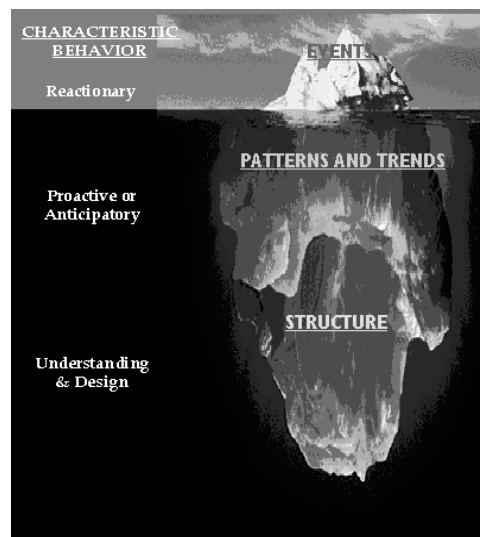 CHARACTERISTIC
BEHAVIOR
EVENTS
Reactionary
PATTERNS AND TRENDS
Proactive or
Anticipatory
STRUCTURE
Understanding
& Design